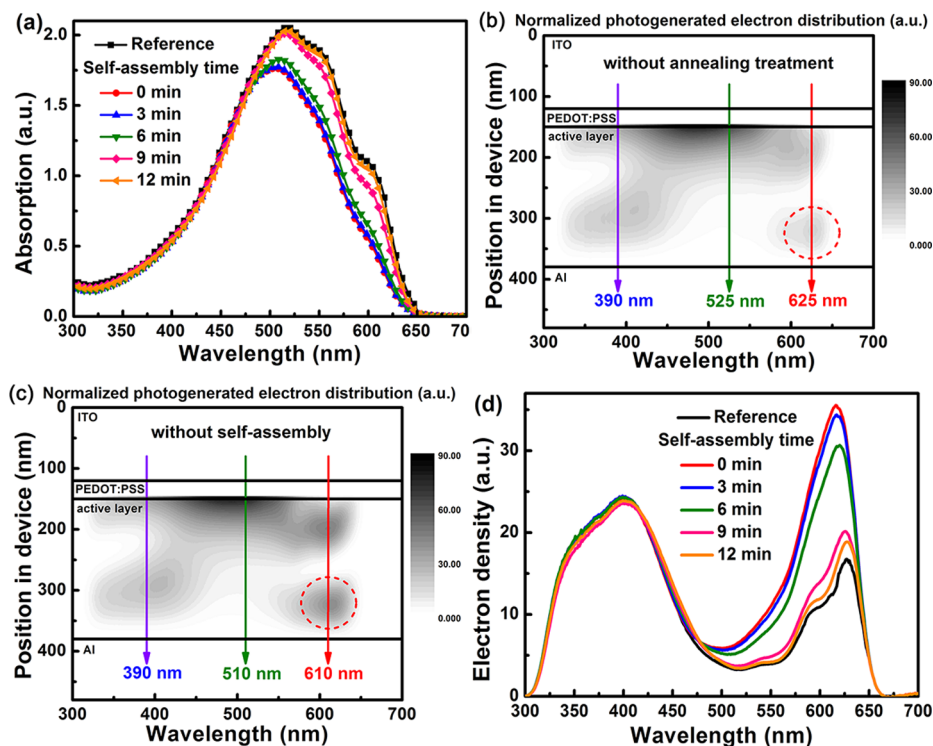 (a)
2.0
1.5
1.0
0.5
0.0
Absorption (a.u.)
Reference
Self-assembly time
0 min
3 min
6 min
9 min
12 min
300 350 400 450 500 550 600 650 700
Wavelength (nm)
(b)
Normalized photogenerated electron distribution (a.u.)
0
100
200
300
400
Position in device (nm)
ITO
without annealing treatment
PEDOT:PSS
active layer
Al
390 nm
525 nm
625 nm
90.00
60.00
30.00
0.000
300 400 500 600 700
Wavelength (nm)
(c)
Normalized photogenerated electron distribution (a.u.)
0
100
200
300
400
Position in device (nm)
ITO
without self-assembly
PEDOT:PSS
active layer
Al
390 nm
510 nm
610 nm
90.00
60.00
30.00
0.000
300 400 500 600 700
Wavelength (nm)
(d)
30
20
10
0
Electron density (a.u.)
Reference
Self-assembly time
0 min
3 min
6 min
9 min
12 min
300 350 400 450 500 550 600 650 700
Wavelength (nm)